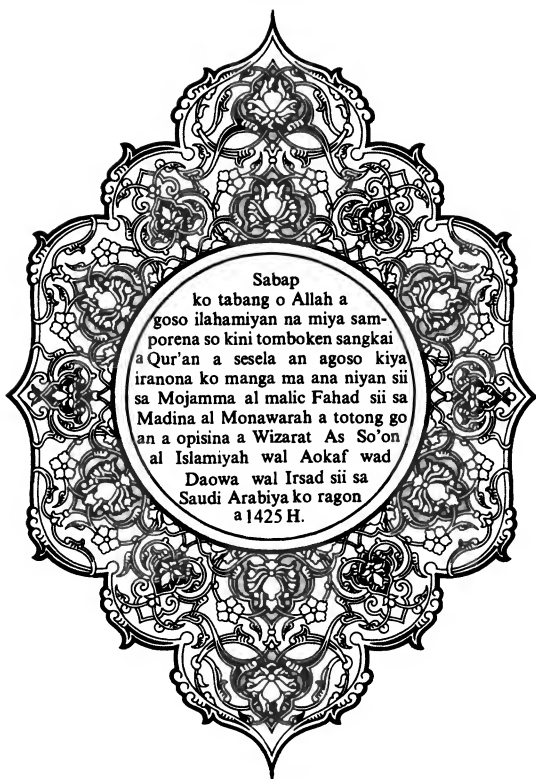 Sabap
ko tabang o Allah a
goso ilahamiyan na miya sam-
porena so kini tomboken sangkai
a Qur'an a sesela an agoso kiya
iranona ko manga ma ana niyan sii
sa Mojamma al malic Fahad sii sa
Madina al Monawarah a totong go
an a opisina a Wizarat As So'on
al Islamiyah wal Aokaf wad
Daowa wal Irsad sii sa
Saudi Arabiya ko ragon
a 1425 H.